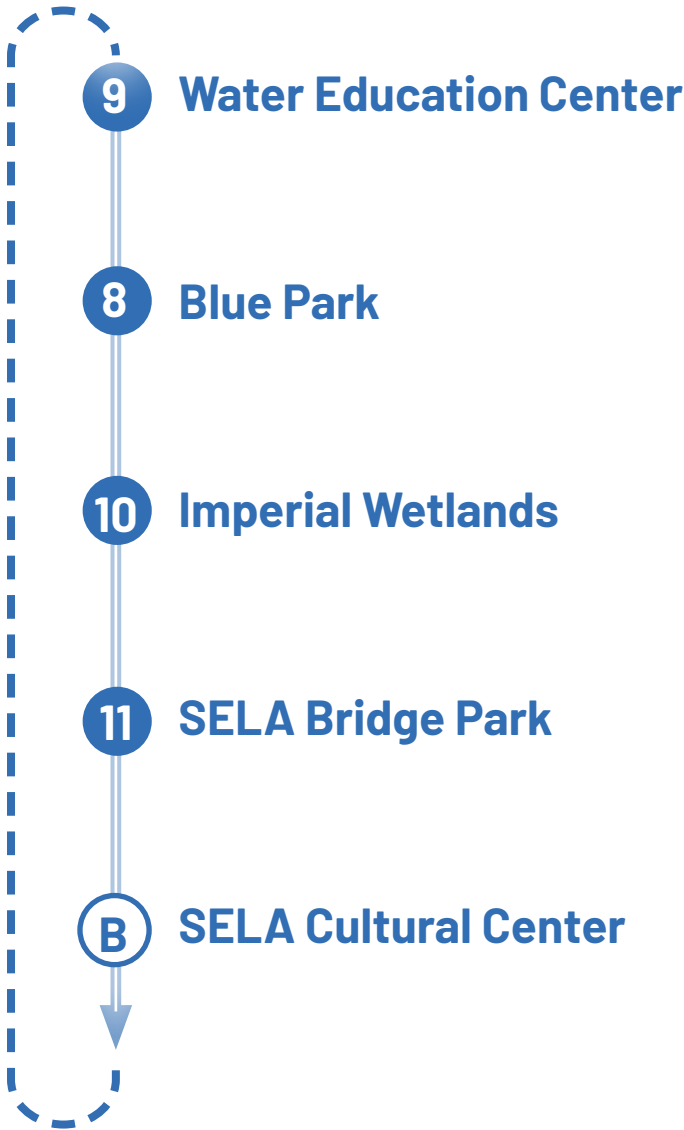 9 Water Education Center
8 Blue Park
10 Imperial Wetlands
11 SELA Bridge Park
B SELA Cultural Center